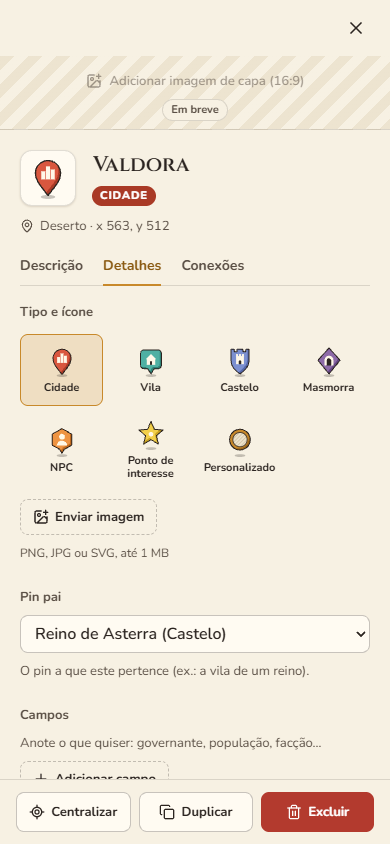 Adicionar imagem de capa (16:9)
Em breve
Valdora
CIDADE
Deserto · x 563, y 512
Descrição Detalhes Conexões
Tipo e ícone
Cidade Vila Castelo Masmorra
NPC Ponto de interesse Personalizado
Enviar imagem
PNG, JPG ou SVG, até 1 MB
Pin pai
Reino de Asterra (Castelo)
O pin a que este pertence (ex.: a vila de um reino).
Campos
Anote o que quiser: governante, população, facção...
Adicionar campo
Centralizar Duplicar Excluir